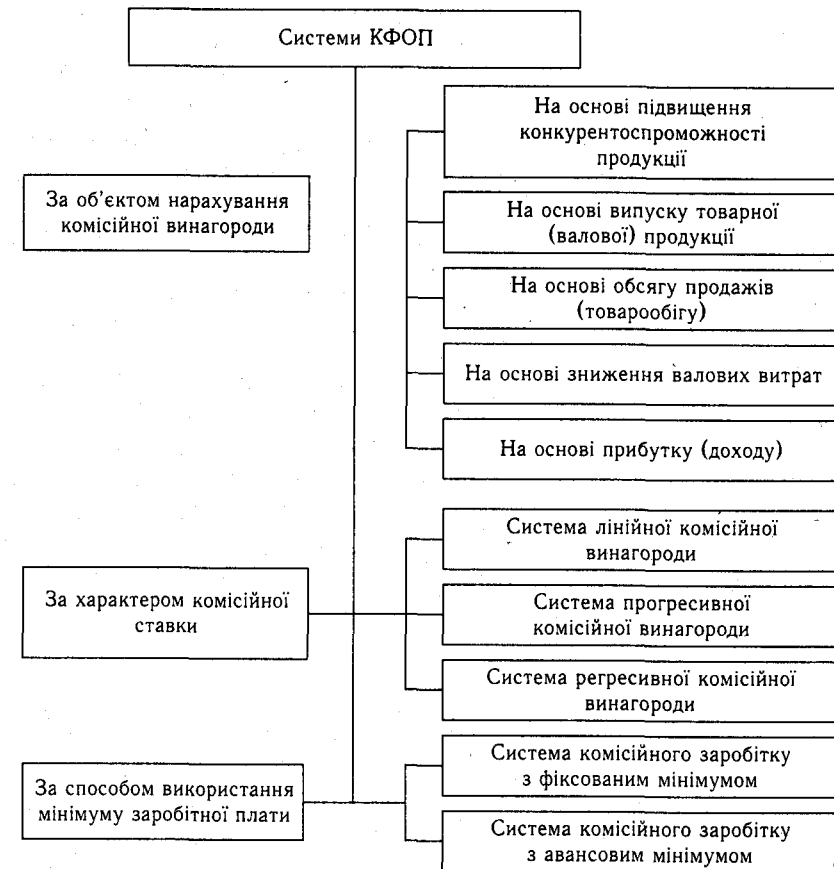 Системи КФОП
За об'єктом нарахування
комісійної винагороди
На основі підвищення
конкурентоспроможності
продукції
На основі випуску товарної
(валової) продукції
На основі обсягу продажів
(товарообігу)
На основі зниження валових витрат
На основі прибутку (доходу)
За характером комісійної
ставки
Система лінійної комісійної
винагороди
Система прогресивної
комісійної винагороди
Система регресивної комісійної
винагороди
За способом використання
мінімуму заробітної плати
Система комісійного заробітку
з фіксованим мінімумом
Система комісійного заробітку
з авансовим мінімумом